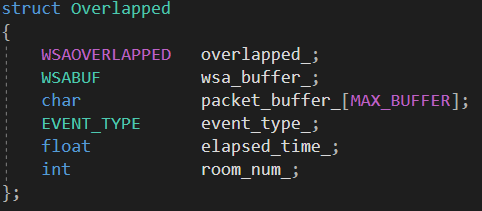 struct Overlapped
{
WSAOVERLAPPED overlapped_;
WSABUF wsa_buffer_;
char packet_buffer_[MAX_BUFFER];
EVENT_TYPE event_type_;
float elapsed_time_;
int room_num_;
};